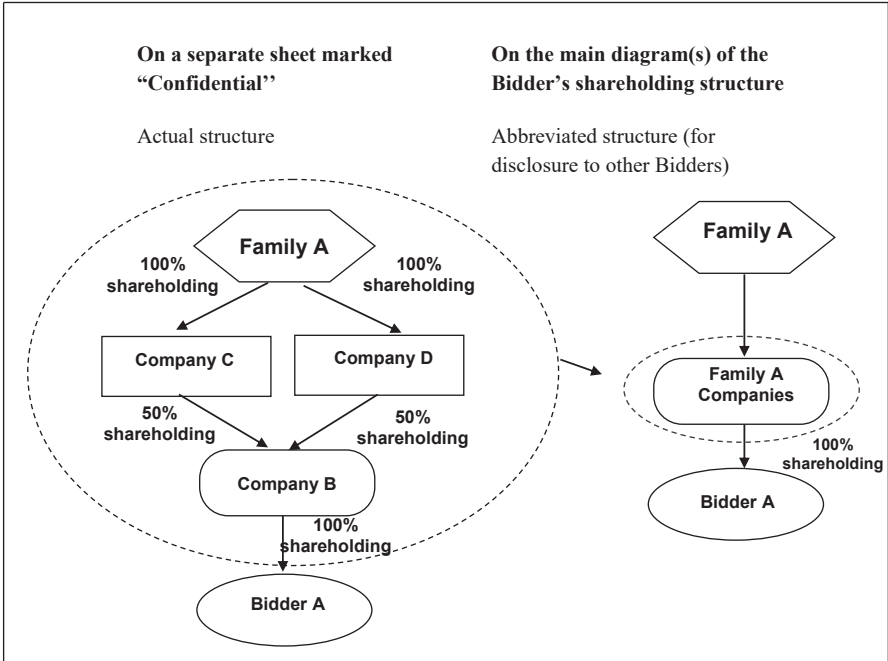 On a separate sheet marked
“Confidential’’
Actual structure
Family A
100%
shareholding
100%
shareholding
Company C
Company D
50%
shareholding
50%
shareholding
Company B
100%
shareholding
Bidder A
On the main diagram(s) of the
Bidder’s shareholding structure
Abbreviated structure (for
disclosure to other Bidders)
Family A
Family A
Companies
100%
shareholding
Bidder A